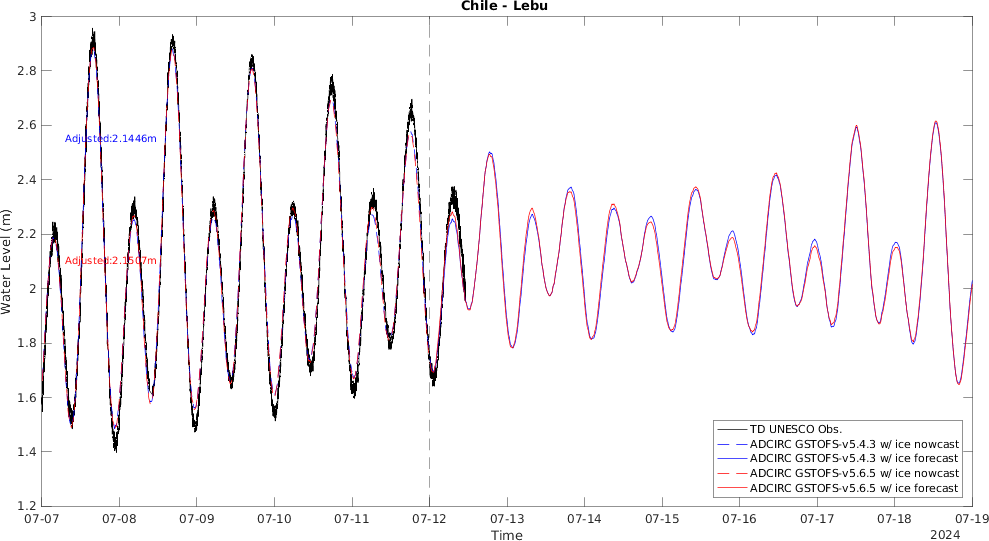 Chile - Lebu
3
2.8
2.6
2.4
2.2
2
1.8
1.6
1.4
1.2
Water Level (m)
Adjusted:2.1446m
Adjusted:2.1507m
TD UNESCO Obs.
ADCIRC GSTOFS-v5.4.3 w/ ice nowcast
ADCIRC GSTOFS-v5.4.3 w/ ice forecast
ADCIRC GSTOFS-v5.6.5 w/ ice nowcast
ADCIRC GSTOFS-v5.6.5 w/ ice forecast
07-07 07-08 07-09 07-10 07-11 07-12 07-13 07-14 07-15 07-16 07-17 07-18 07-19
Time
2024